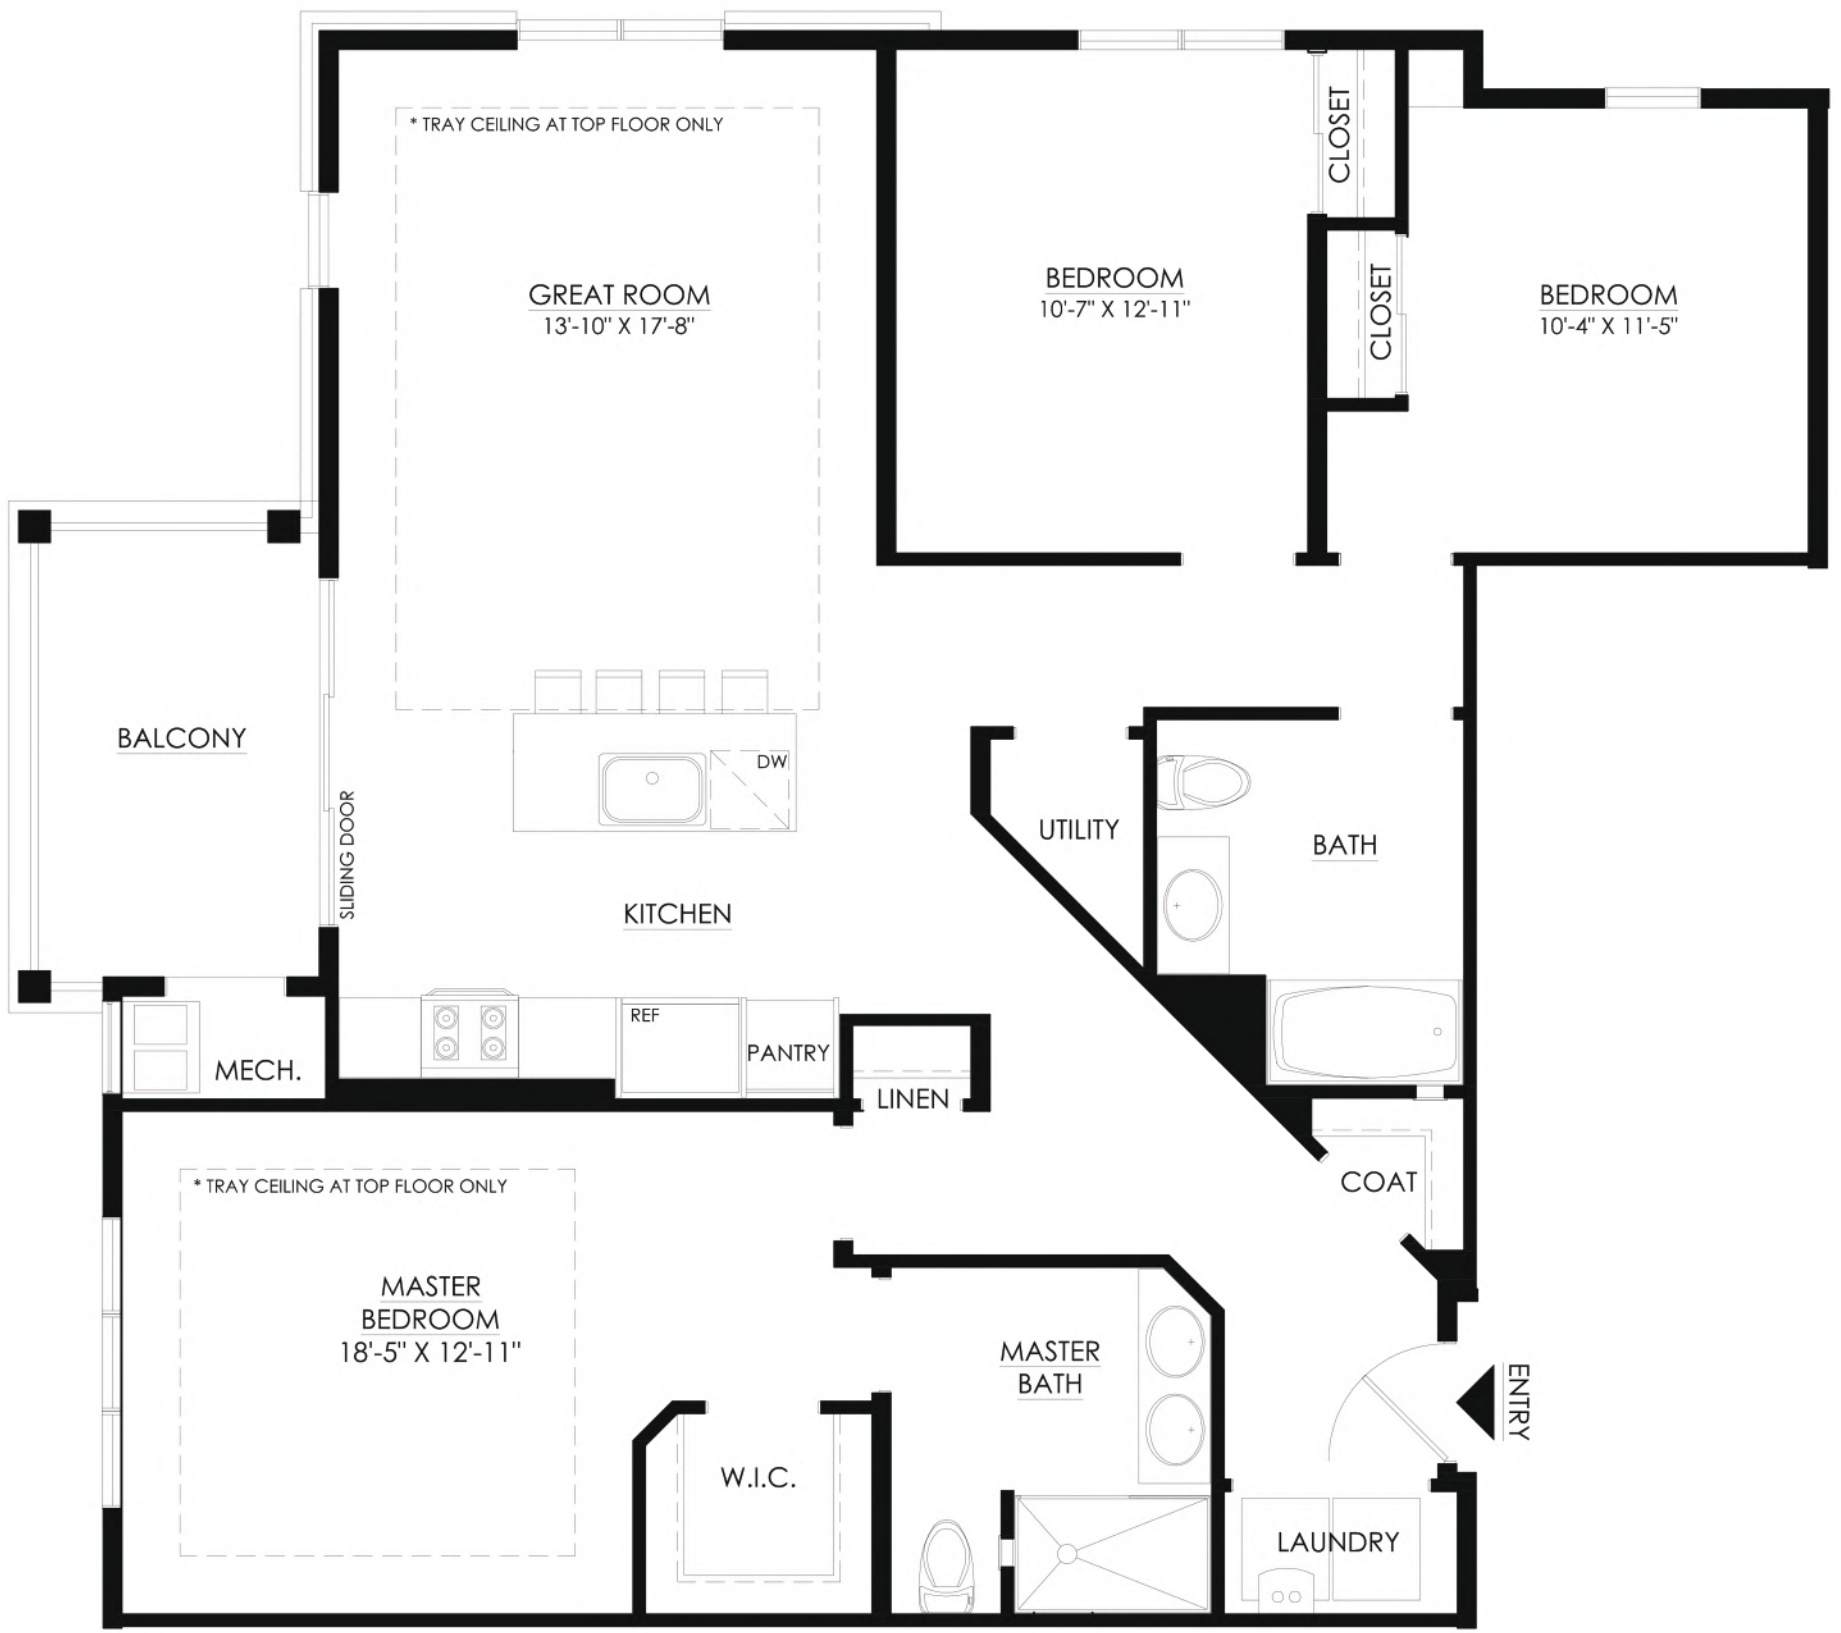 * TRAY CEILING AT TOP FLOOR ONLY
GREAT ROOM
13'-10" X 17'-8"
BEDROOM
10'-7" X 12'-11"
CLOSET
CLOSET
BEDROOM
10'-4" X 11'-5"
BALCONY
SLIDING DOOR
DW
KITCHEN
UTILITY
BATH
MECH.
REF
PANTRY
LINEN
COAT
* TRAY CEILING AT TOP FLOOR ONLY
MASTER
BEDROOM
18'-5" X 12'-11"
MASTER
BATH
W.I.C.
ENTRY
LAUNDRY